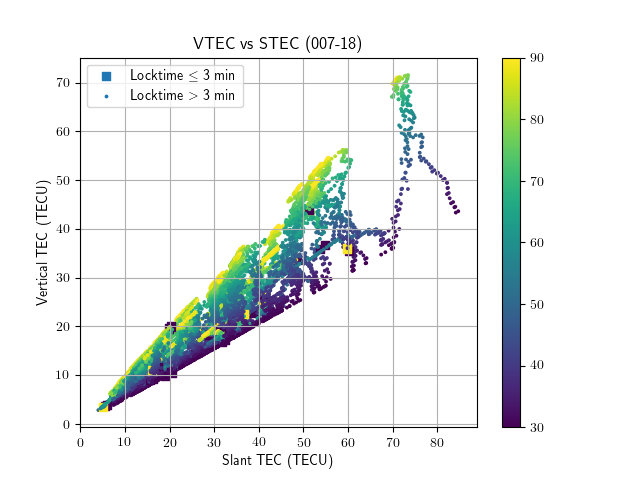 VTEC vs STEC (007-18)
Locktime ≤ 3 min
Locktime > 3 min
Vertical TEC (TECU)
70
60
50
40
30
20
10
0
0 10 20 30 40 50 60 70 80
Slant TEC (TECU)
90
80
70
60
50
40
30